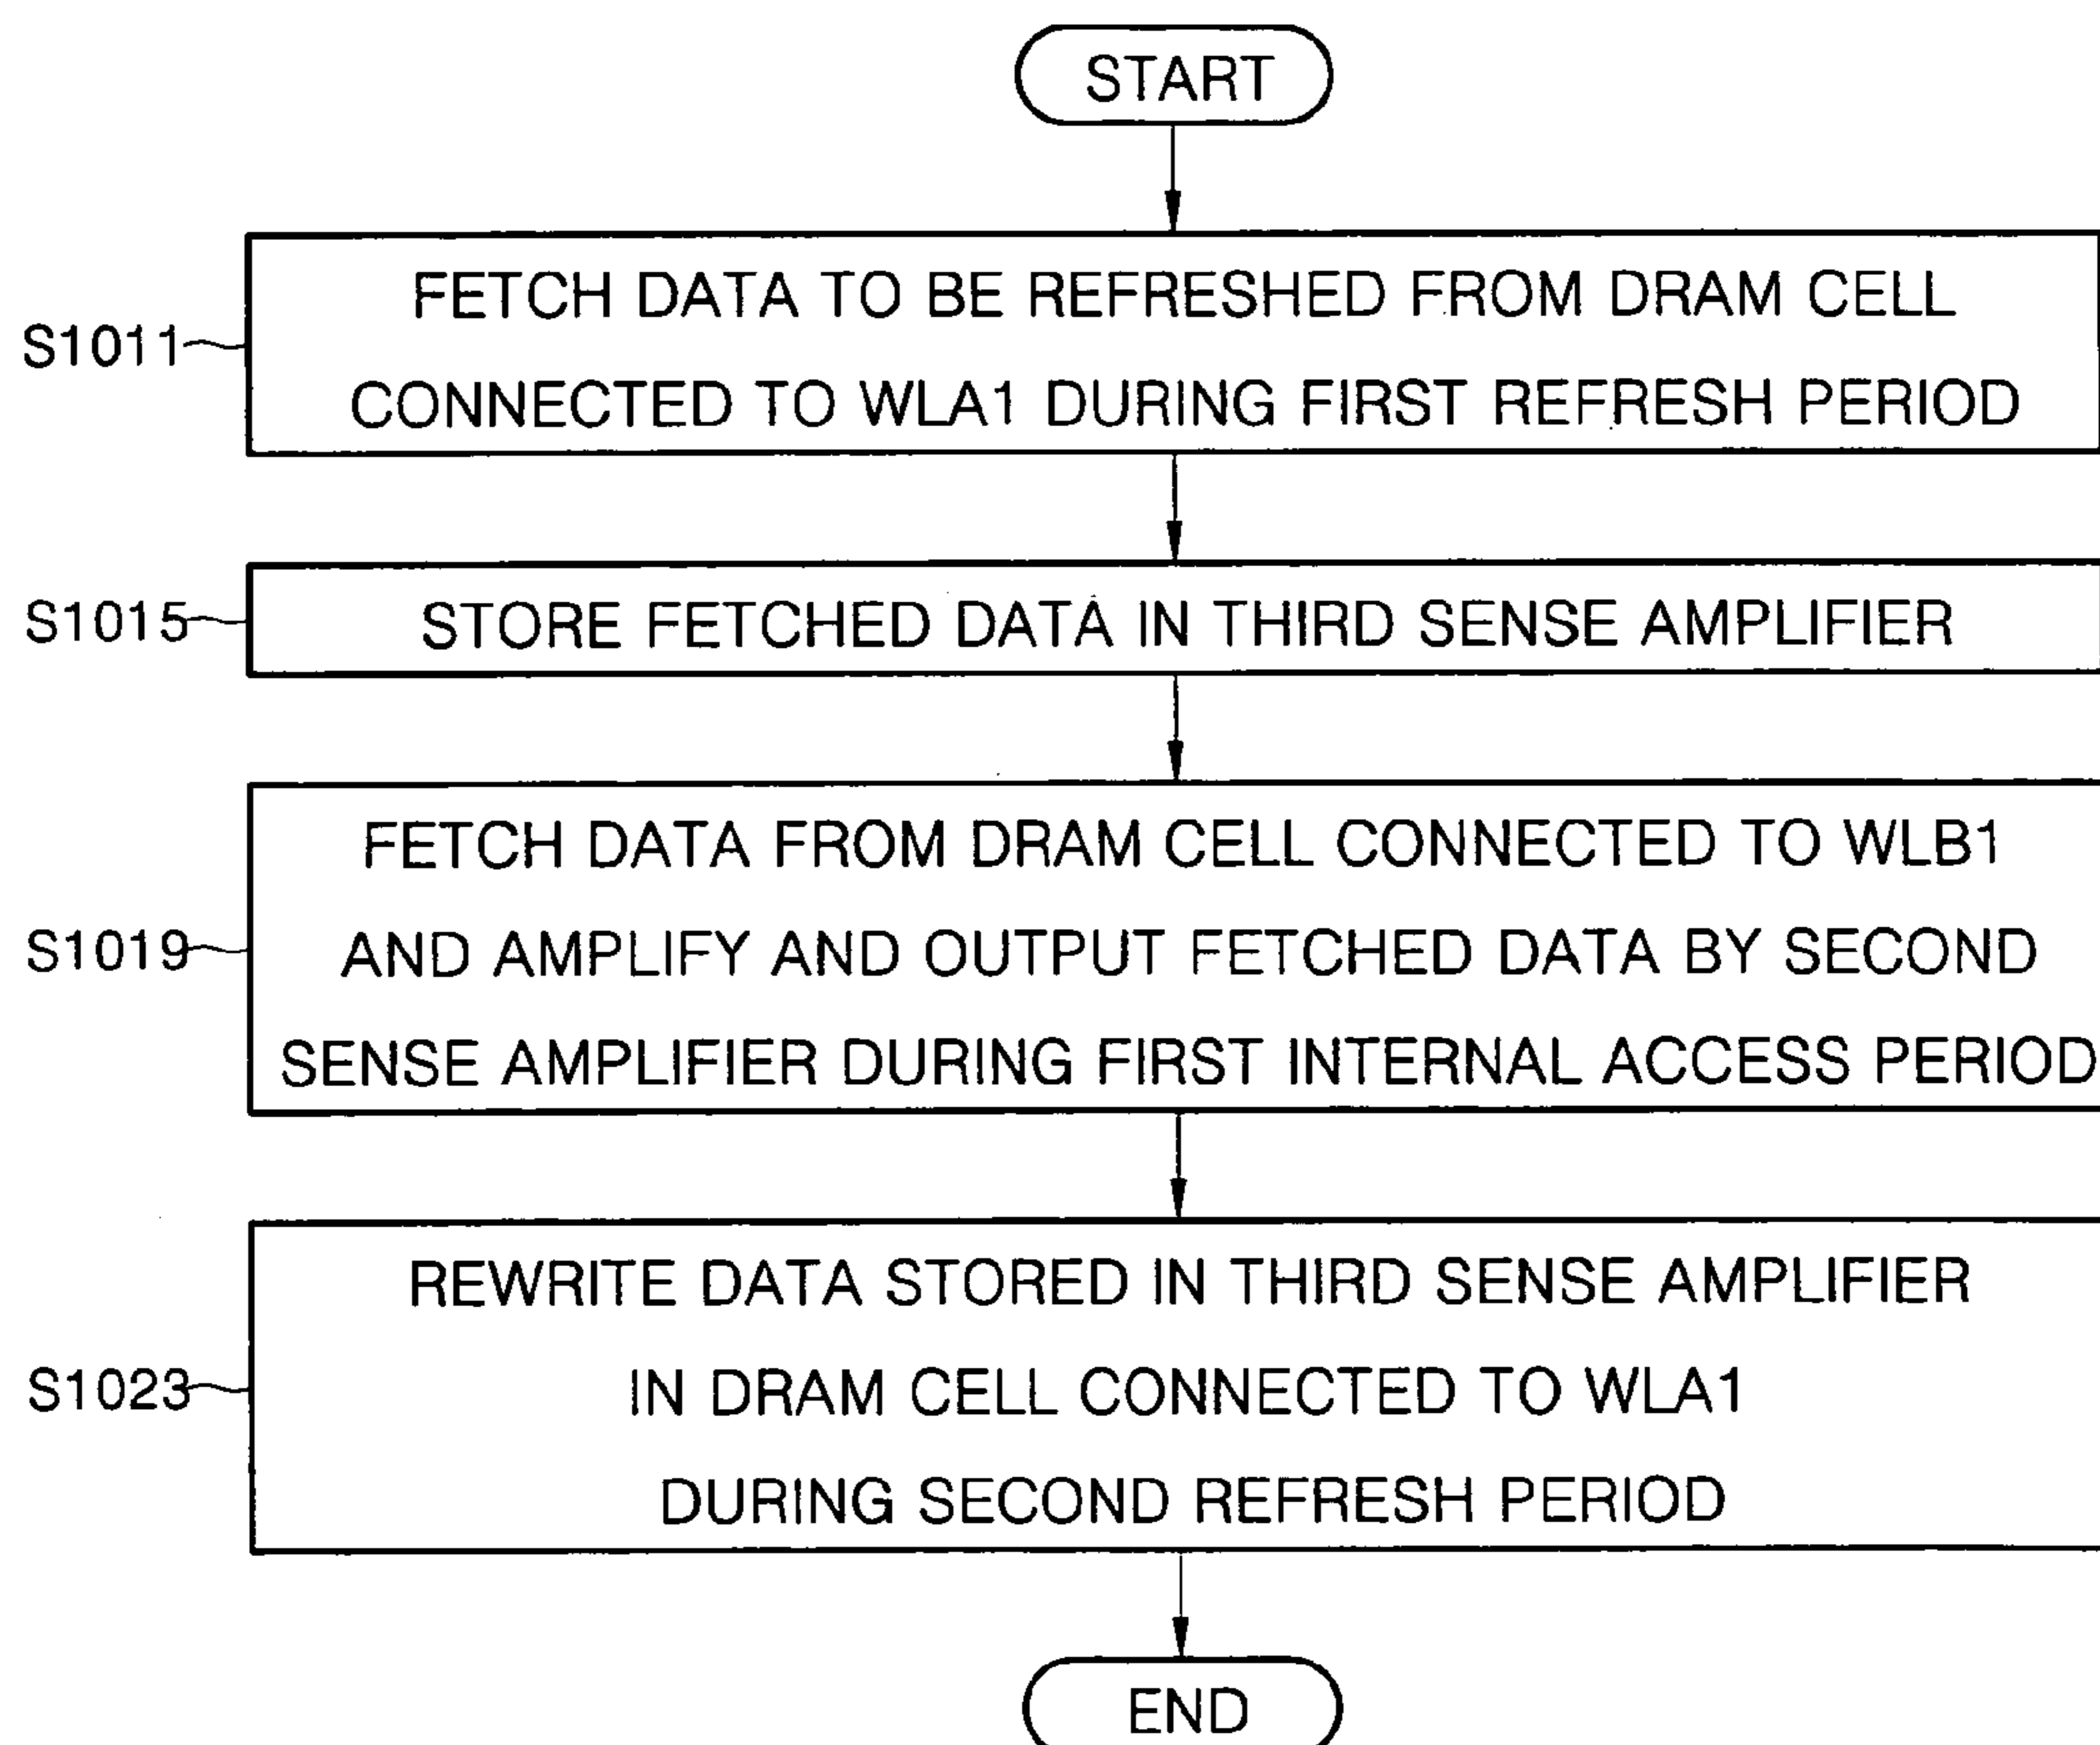 START
S1011
FETCH DATA TO BE REFRESHED FROM DRAM CELL
CONNECTED TO WLA1 DURING FIRST REFRESH PERIOD
S1015
STORE FETCHED DATA IN THIRD SENSE AMPLIFIER
S1019
FETCH DATA FROM DRAM CELL CONNECTED TO WLB1
AND AMPLIFY AND OUTPUT FETCHED DATA BY SECOND
SENSE AMPLIFIER DURING FIRST INTERNAL ACCESS PERIOD
S1023
REWRITE DATA STORED IN THIRD SENSE AMPLIFIER
IN DRAM CELL CONNECTED TO WLA1
DURING SECOND REFRESH PERIOD
END